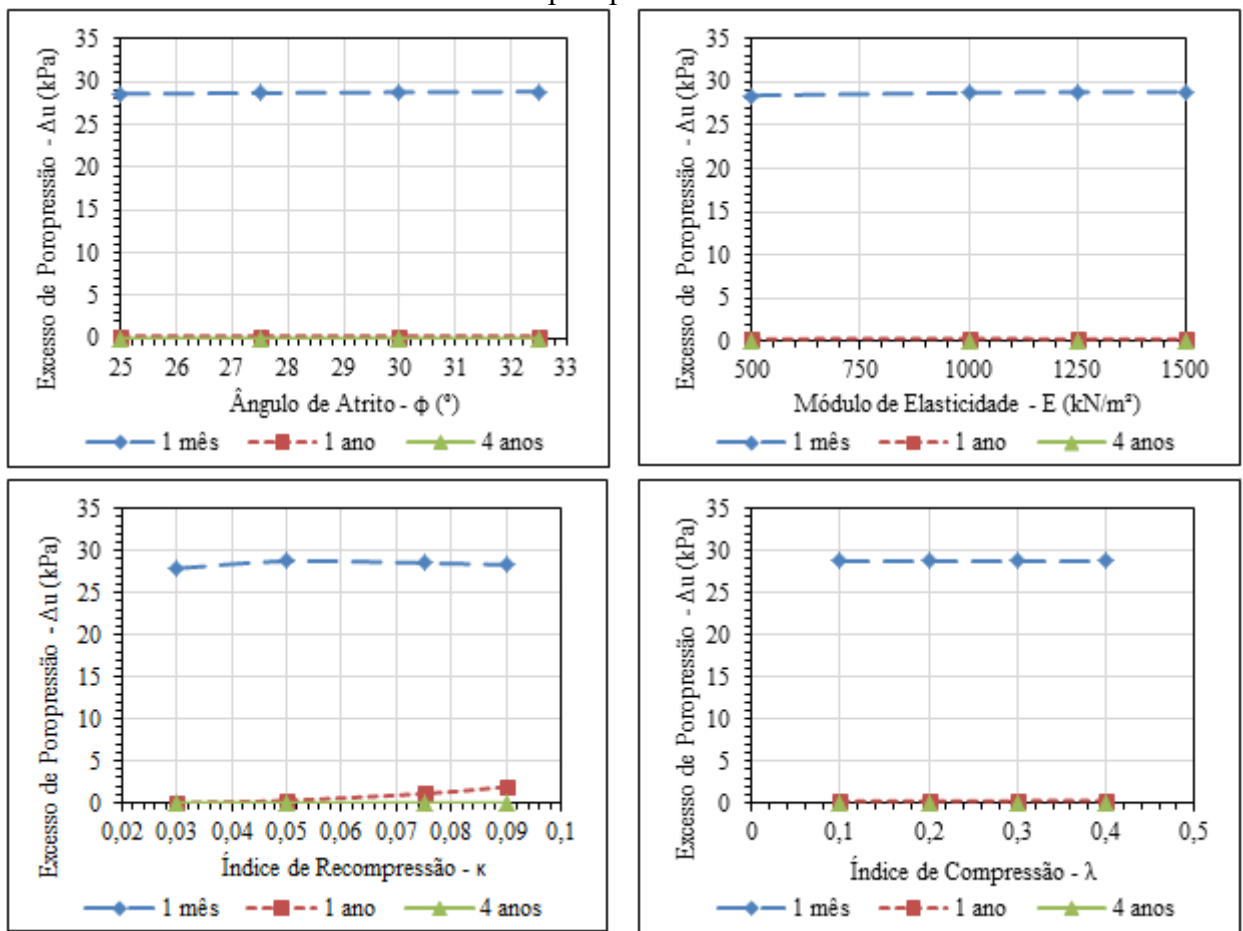 Excesso de Poropressão - Δu (kPa)
35
30
25
20
15
10
5
0
25 26 27 28 29 30 31 32 33
Ângulo de Atrito - ϕ (°)
1 mês 1 ano 4 anos
Excesso de Poropressão - Δu (kPa)
35
30
25
20
15
10
5
0
500 750 1000 1250 1500
Módulo de Elasticidade - E (kN/m²)
1 mês 1 ano 4 anos
Excesso de Poropressão - Δu (kPa)
35
30
25
20
15
10
5
0
0,02 0,03 0,04 0,05 0,06 0,07 0,08 0,09 0,1
Índice de Recompressão - κ
1 mês 1 ano 4 anos
Excesso de Poropressão - Δu (kPa)
35
30
25
20
15
10
5
0
0 0,1 0,2 0,3 0,4 0,5
Índice de Compressão - λ
1 mês 1 ano 4 anos